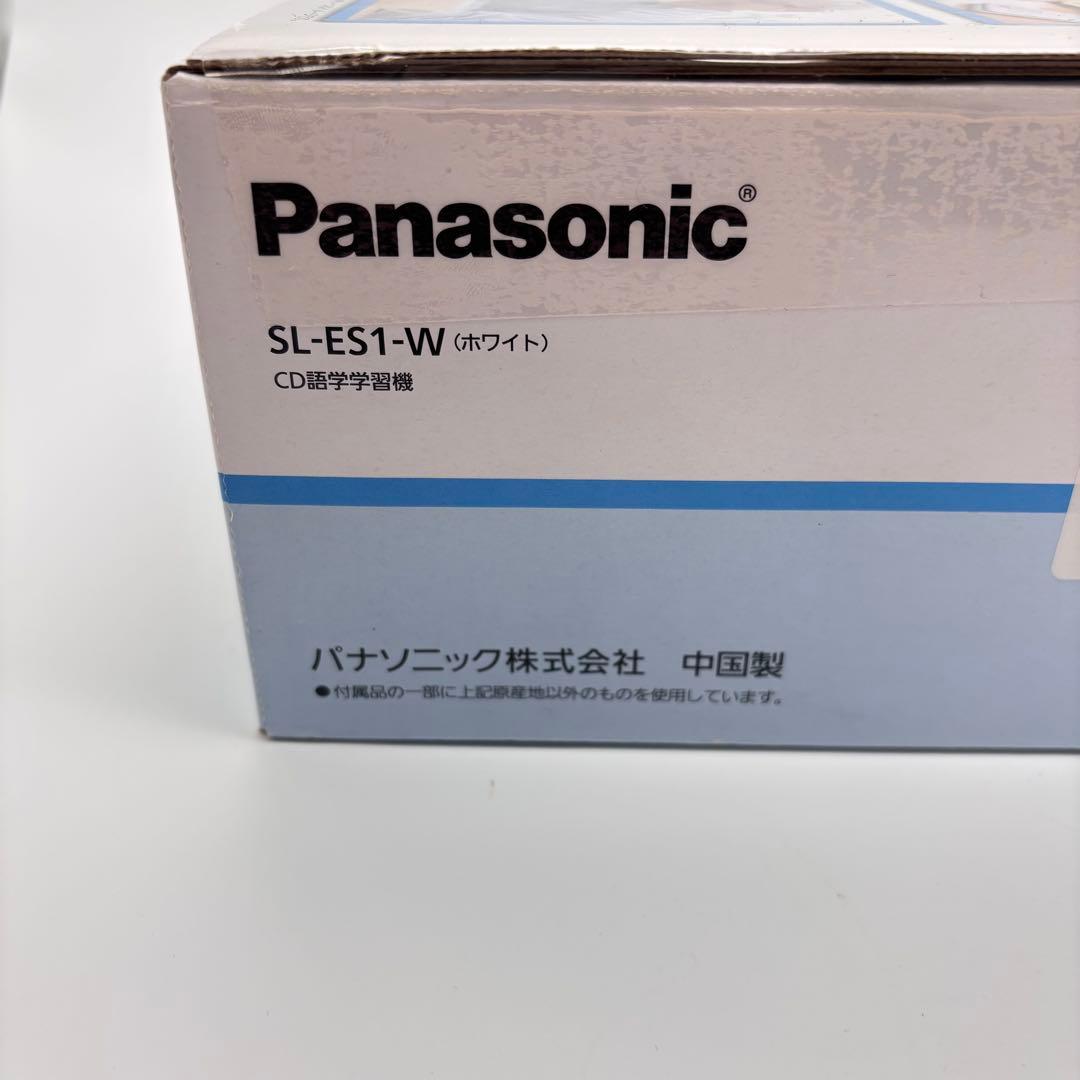 Panasonic®
SL-ES1-W（ホワイト）
CD語学学習機
パナソニック株式会社　中国製
●付属品の一部に上記原産地以外のものを使用しています。